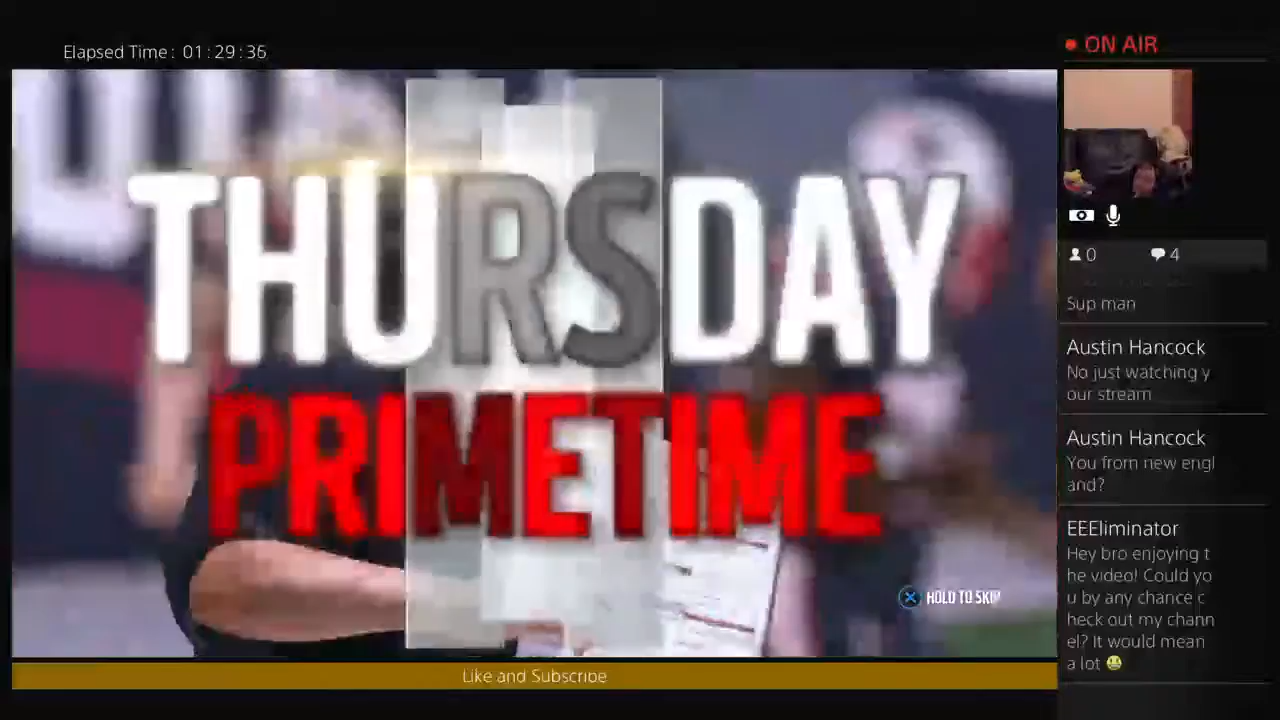 Elapsed Time: 01:29:36
ON AIR
THURSDAY
PRIMETIME
HOLD TO SKIP
Like and Subscribe
0
4
Sup man
Austin Hancock
No just watching y
our stream
Austin Hancock
You from new engl
and?
EEEliminator
Hey bro enjoying t
he video! Could yo
u by any chance c
heck out my chann
el? It would mean
a lot